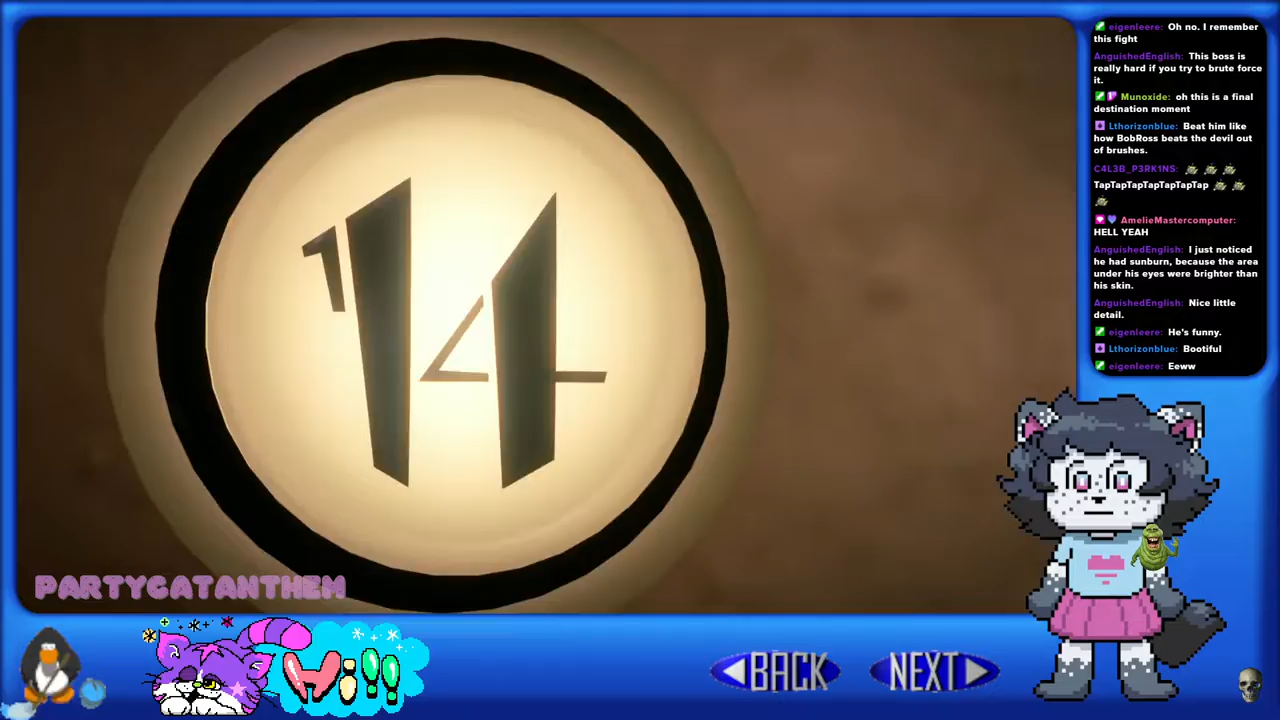 14
PARTYCATANTHEM
Hi!!
BACK
NEXT
eigenleere: Oh no. I remember
this fight
AnguishedEnglish: This boss is
really hard if you try to brute force
it.
Munoxide: oh this is a final
destination moment
Lthorizonblue: Beat him like
how BobRoss beats the devil out
of brushes.
C4L3B_P3RK1NS:
TapTapTapTapTapTapTap
AmelieMastercomputer:
HELL YEAH
AnguishedEnglish: I just noticed
he had sunburn, because the area
under his eyes were brighter than
his skin.
AnguishedEnglish: Nice little
detail.
eigenleere: He's funny.
Lthorizonblue: Bootiful
eigenleere: Eeww